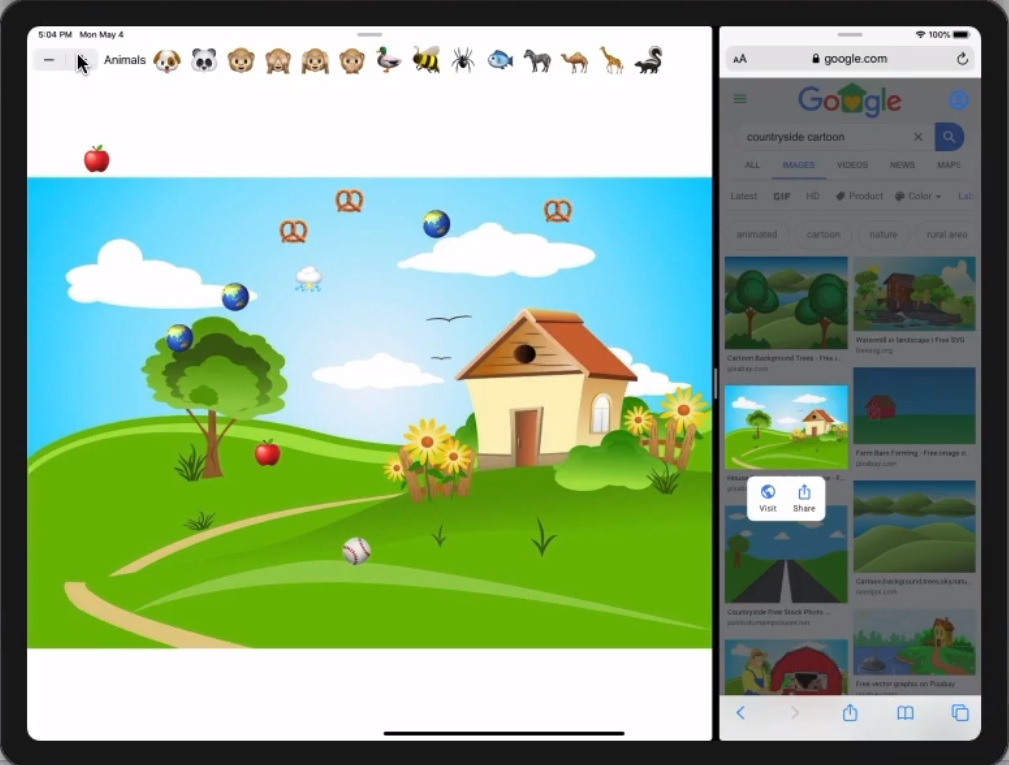 5:04 PM Mon May 4
100%
Animals
AA google.com
Google
countryside cartoon
ALL IMAGES VIDEOS NEWS MAPS
Latest GIF HD Product Color
animated cartoon nature rural area
Watermill in landscape | Free SVG
freesvg.org
Cartoon Background Trees - Free i...
pixabay.com
Farm Barn Farming - Free image o...
pixabay.com
Visit Share
Cartoon,background,trees,sky,natu...
needpix.com
Countryside Free Stock Photo ...
publicdomainpictures.net
Free vector graphic on Pixabay